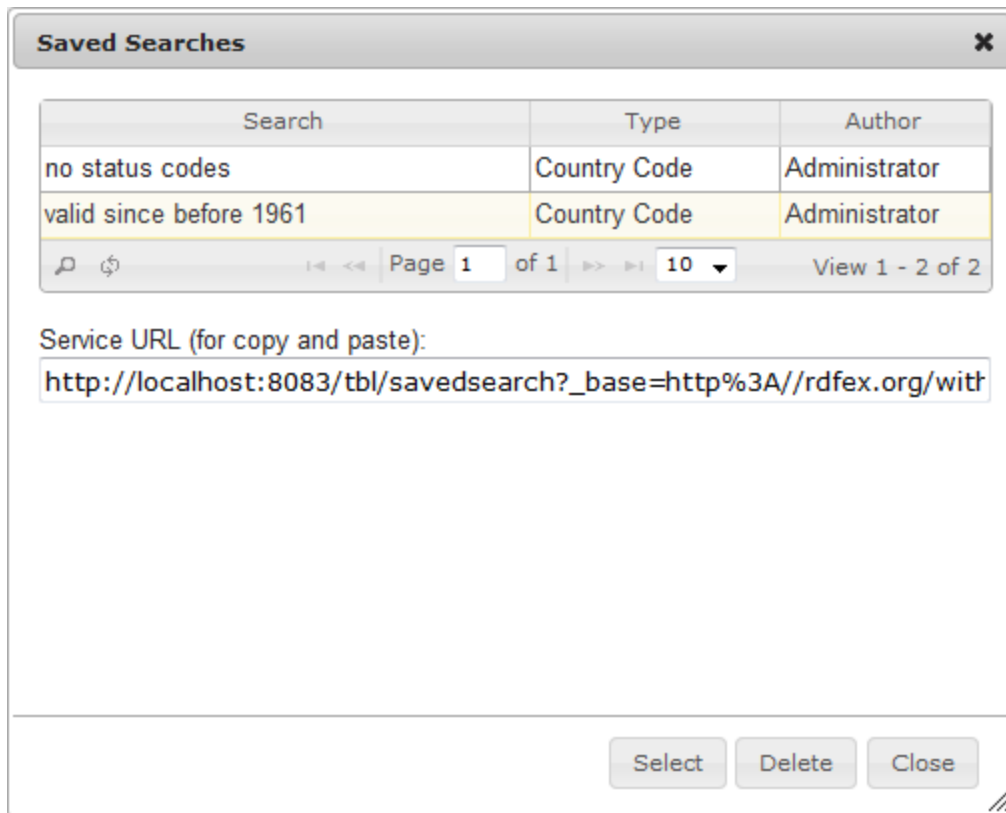 Saved Searches
Search Type Author
no status codes Country Code Administrator
valid since before 1961 Country Code Administrator
Page 1 of 1 10 View 1 - 2 of 2
Service URL (for copy and paste):
http://localhost:8083/tbl/savedsearch?_base=http%3A//rdfex.org/with
Select Delete Close